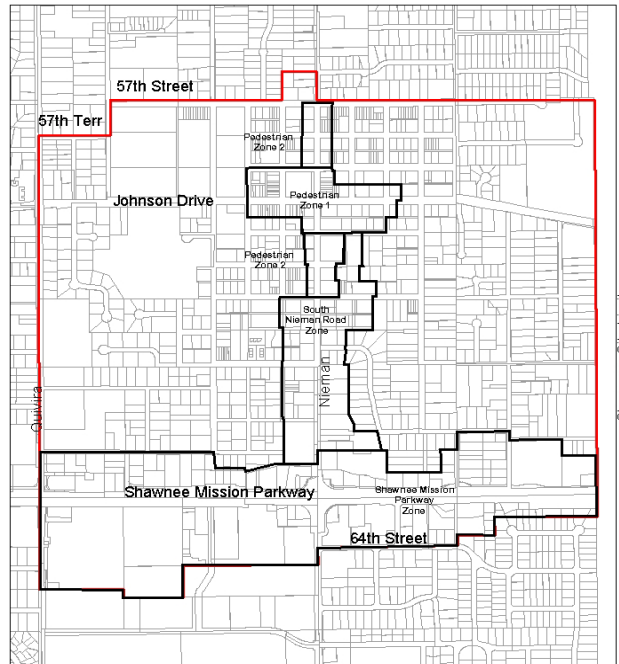 57th Street
57th Terr
Pedestrian
Zone 2
Johnson Drive
Pedestrian
Zone 1
Pedestrian
Zone 2
South
Nieman Road
Zone
Nieman
Quivira
Shawnee Mission Parkway
Shawnee Mission
Parkway
Zone
64th Street